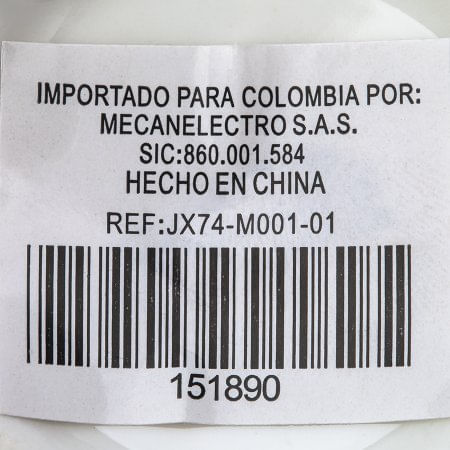 IMPORTADO PARA COLOMBIA POR:
MECANELECTRO S.A.S.
SIC:860.001.584
HECHO EN CHINA
REF:JX74-M001-01
151890